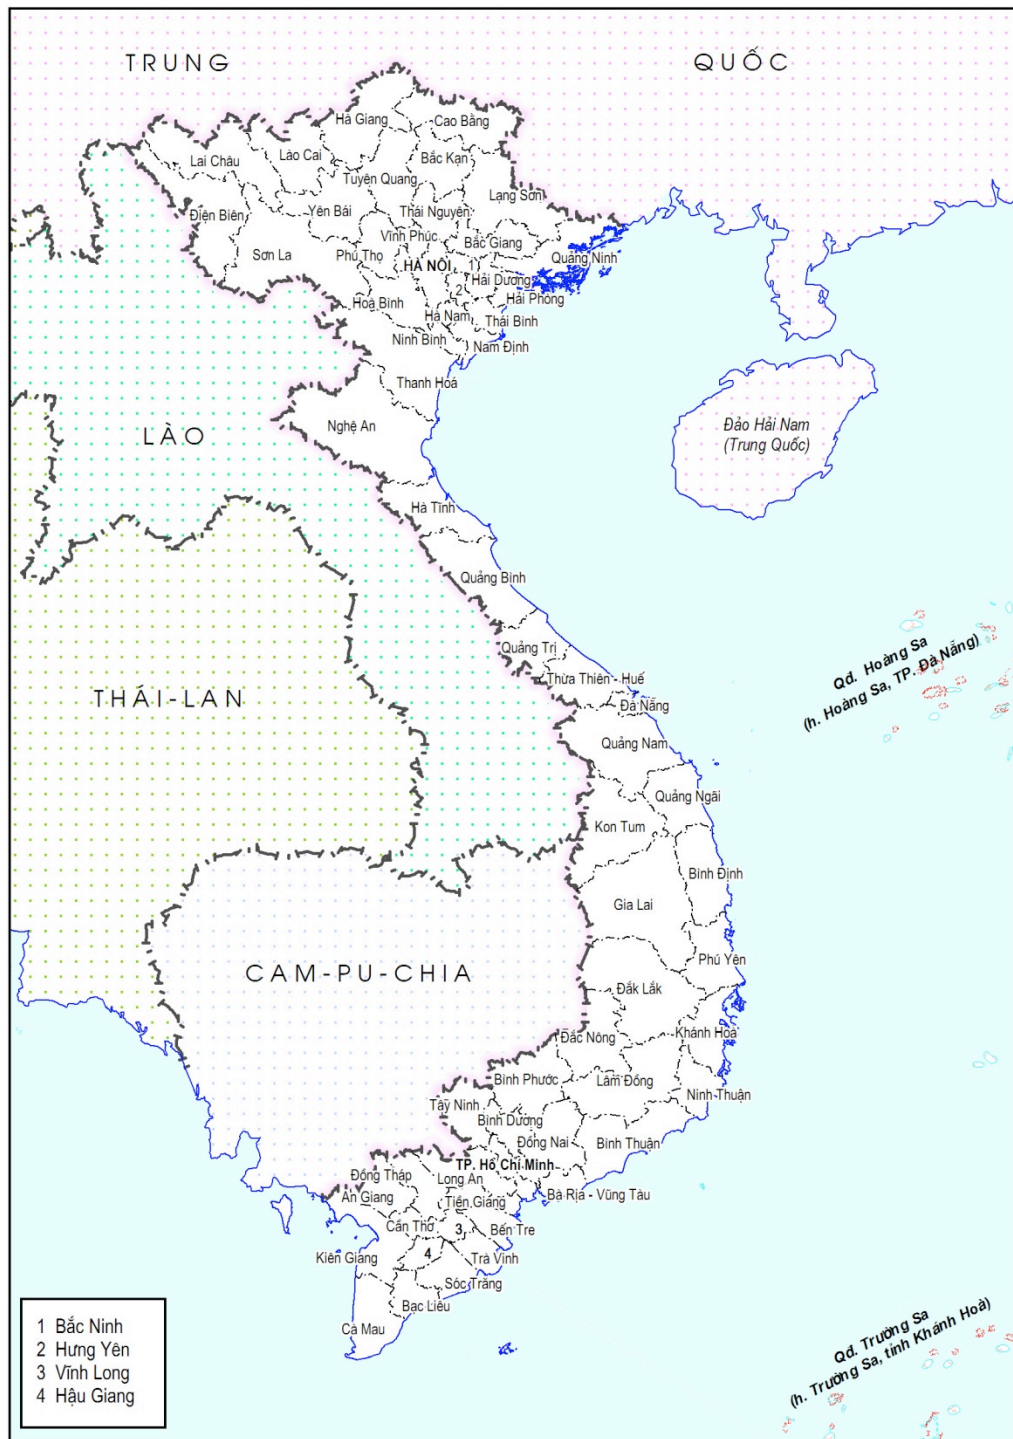 TRUNG QUỐC
Hà Giang
Cao Bằng
Lai Châu
Lào Cai
Bắc Kạn
Tuyên Quang
Lạng Sơn
Điện Biên
Yên Bái
Thái Nguyên
Vĩnh Phúc
Bắc Giang
Sơn La
Phú Thọ
Quảng Ninh
HÀ NỘI
1
Hải Dương
2
Hoà Bình
Hải Phòng
Hà Nam
Thái Bình
Ninh Bình
Nam Định
Thanh Hoá
Nghệ An
LÀO
Đảo Hải Nam
(Trung Quốc)
Hà Tĩnh
Quảng Bình
Quảng Trị
Thừa Thiên - Huế
Qđ. Hoàng Sa
(h. Hoàng Sa, TP. Đà Nẵng)
THÁI-LAN
Đà Nẵng
Quảng Nam
Quảng Ngãi
Kon Tum
Bình Định
Gia Lai
Phú Yên
CAM-PU-CHIA
Đắk Lắk
Đắc Nông
Khánh Hoà
Bình Phước
Lâm Đồng
Ninh Thuận
Tây Ninh
Bình Dương
Đồng Nai
Bình Thuận
TP. Hồ Chí Minh
Đồng Tháp
Long An
An Giang
Tiền Giang
Bà Rịa - Vũng Tàu
Cần Thơ
3
Bến Tre
Kiên Giang
4
Trà Vinh
Sóc Trăng
Bạc Liêu
Cà Mau
Qđ. Trường Sa
(h. Trường Sa, tỉnh Khánh Hoà)
1 Bắc Ninh
2 Hưng Yên
3 Vĩnh Long
4 Hậu Giang